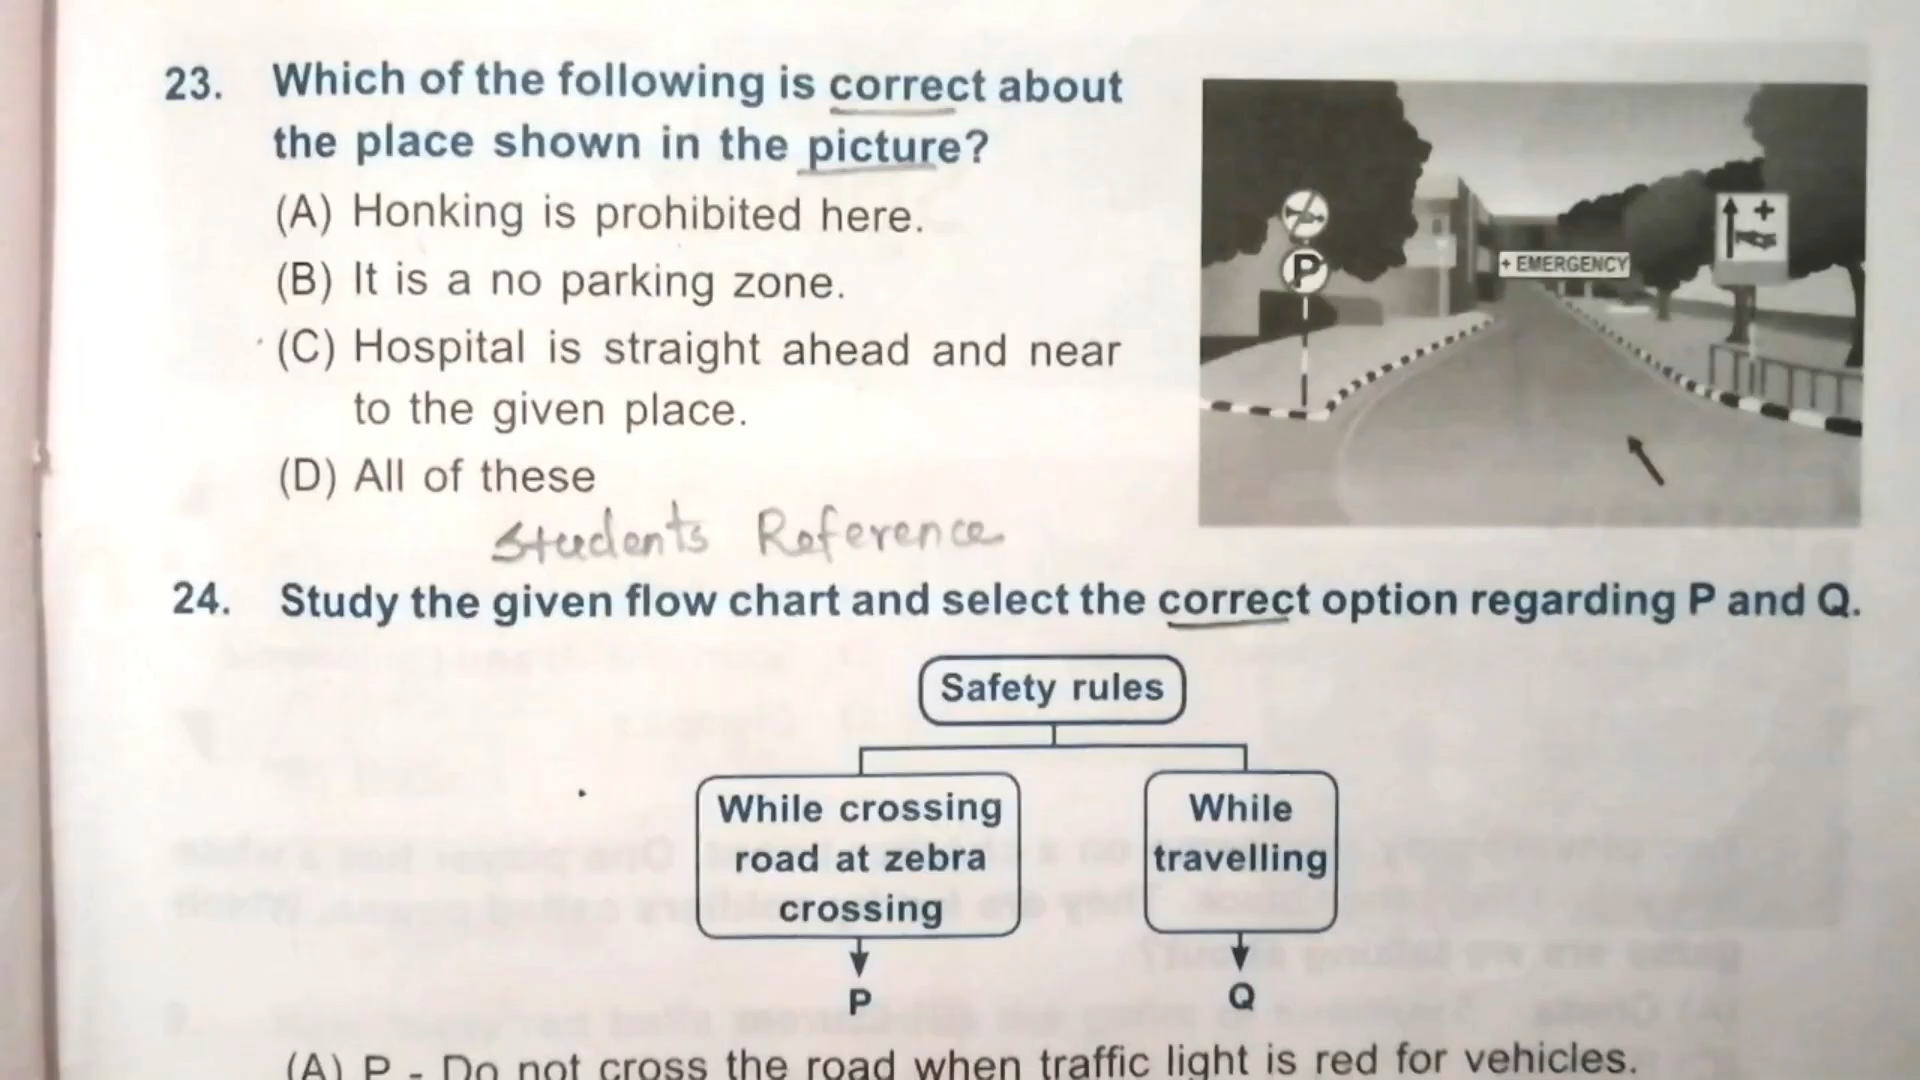 23. Which of the following is correct about
the place shown in the picture?
(A) Honking is prohibited here.
(B) It is a no parking zone.
(C) Hospital is straight ahead and near
to the given place.
(D) All of these
P
+ EMERGENCY
+
Students Reference
24. Study the given flow chart and select the correct option regarding P and Q.
Safety rules
While crossing
road at zebra
crossing
While
travelling
P
Q
(A) P - Do not cross the road when traffic light is red for vehicles.